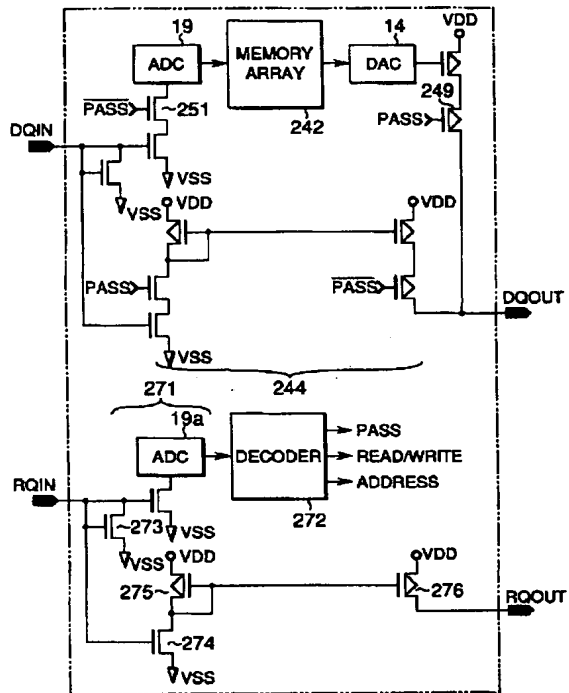 VDD
19
14
ADC
MEMORY
ARRAY
DAC
249
PASS
251
242
PASS
DQIN
VSS
VSS
VDD
VDD
PASS
PASS
DQOUT
VSS
244
271
19a
ADC
DECODER
PASS
READ/WRITE
ADDRESS
RQIN
272
273
VSS
VSS
VDD
VDD
275
276
RQOUT
274
VSS